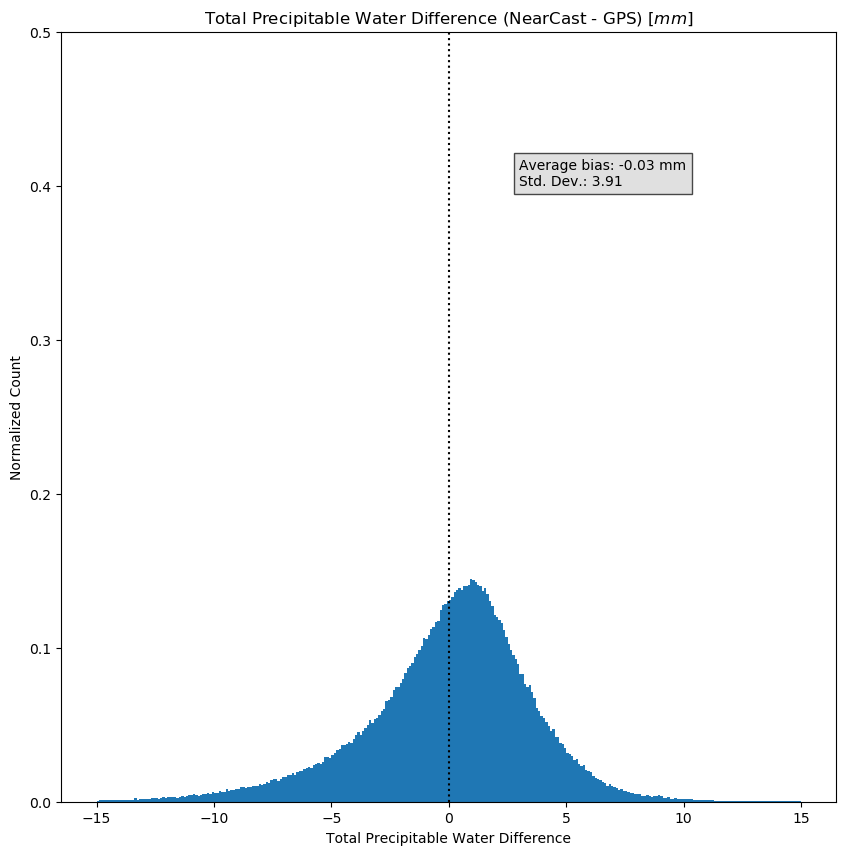 Total Precipitable Water Difference (NearCast - GPS) [mm]
0.5
0.4
0.3
0.2
0.1
0.0
Normalized Count
Average bias: -0.03 mm
Std. Dev.: 3.91
−15 −10 −5 0 5 10 15
Total Precipitable Water Difference